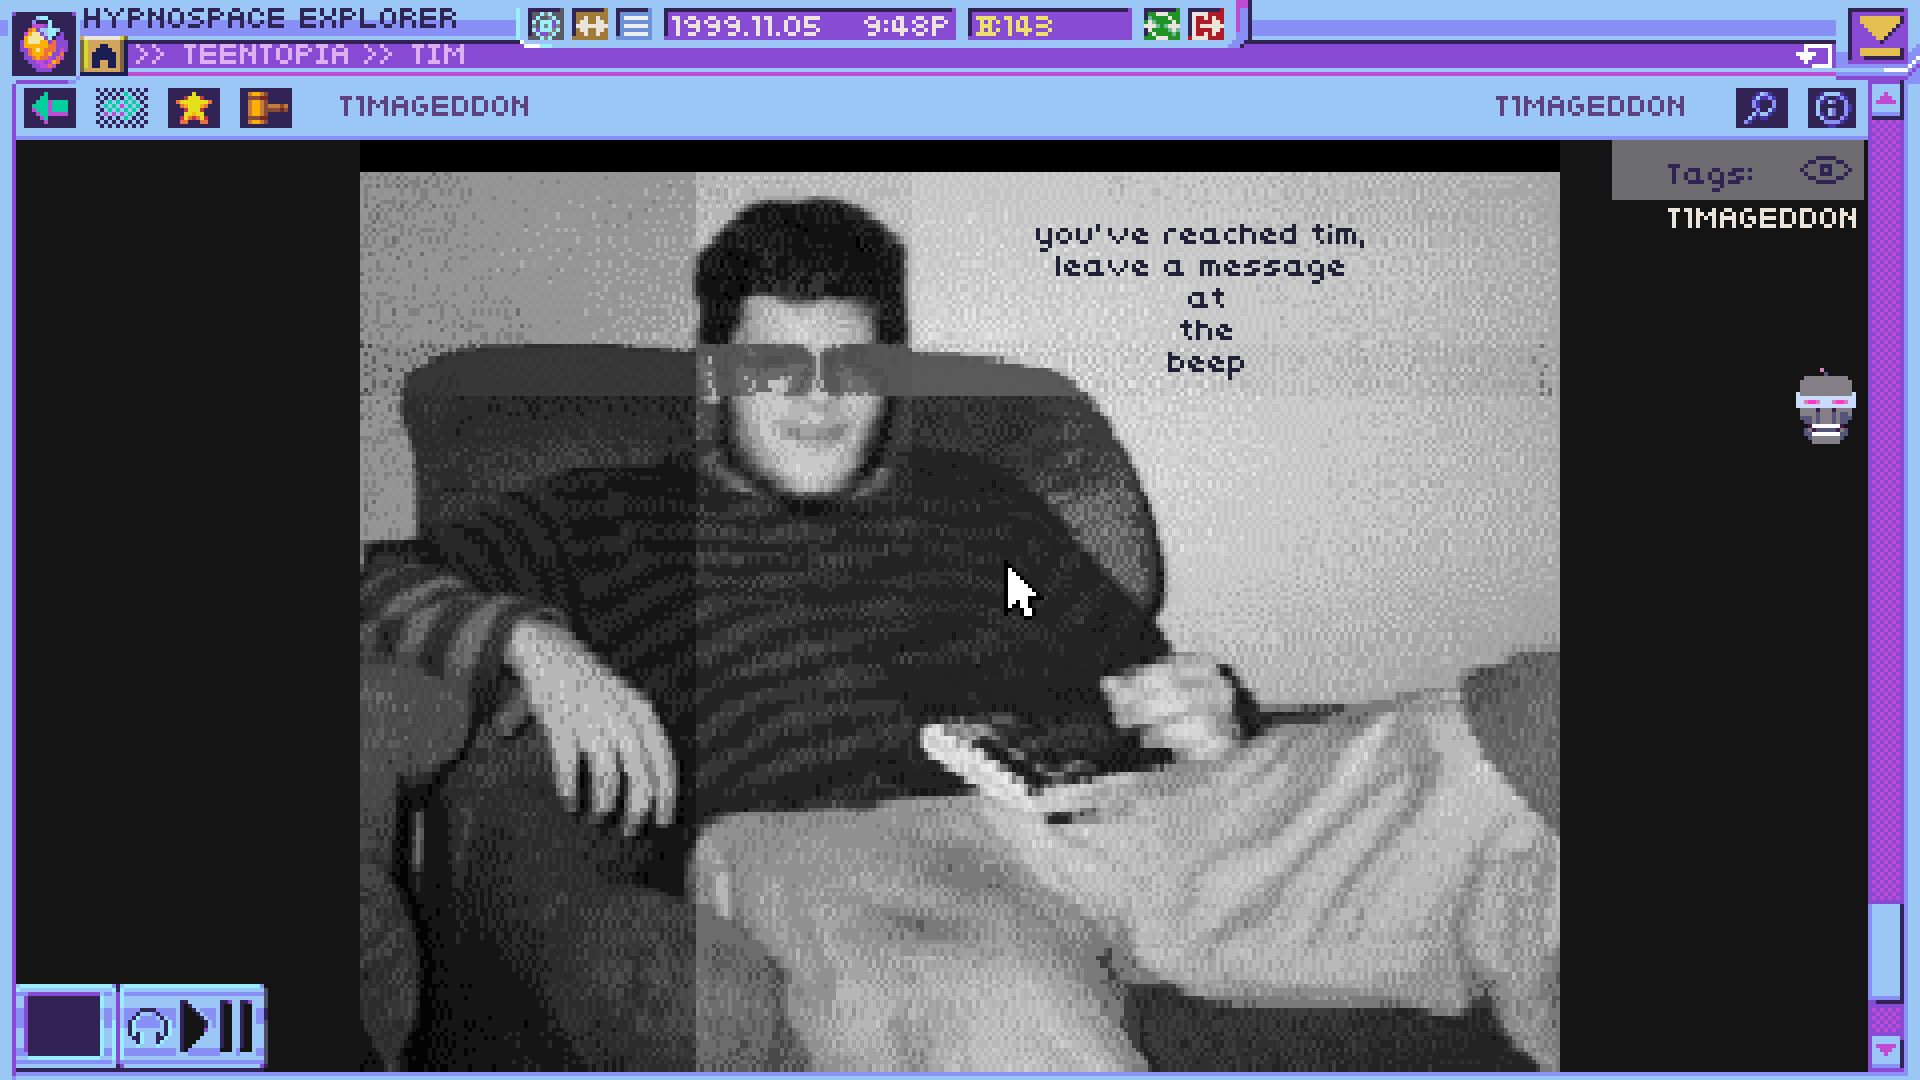 HYPNOSPACE EXPLORER
1999.11.05 9:48P
143
>> TEENTOPIA >> TIM
T1MAGEDDON
T1MAGEDDON
Tags:
T1MAGEDDON
you've reached tim,
leave a message
at
the
beep